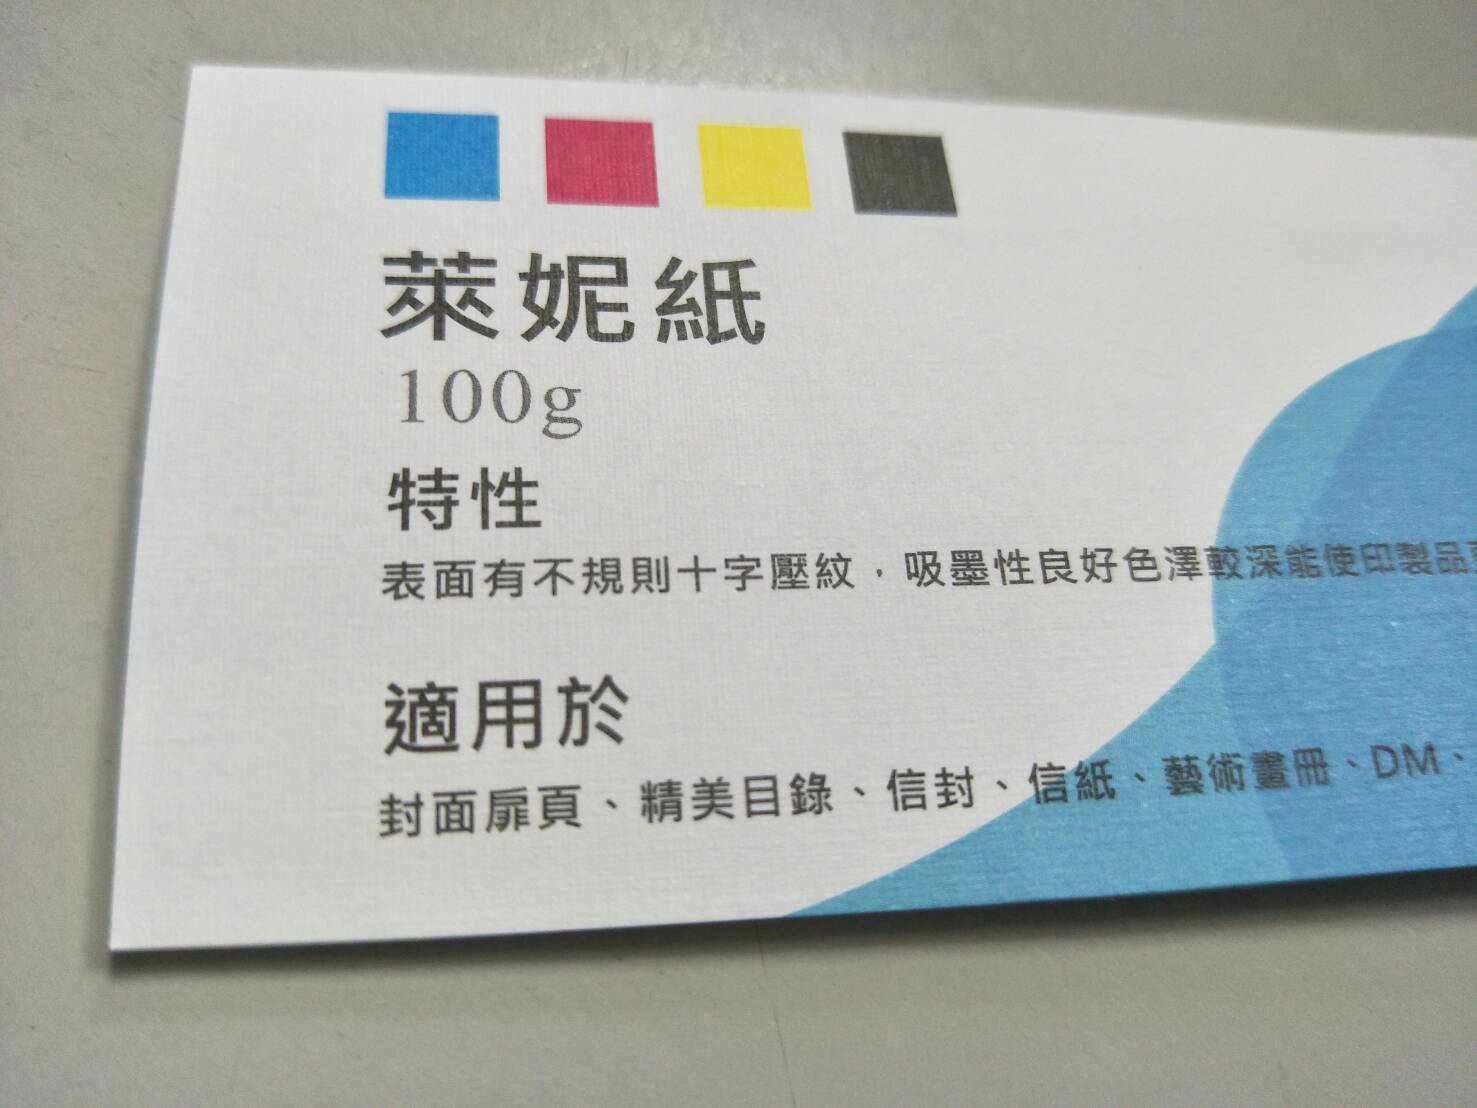 萊妮紙
100g
特性
表面有不規則十字壓紋，吸墨性良好色澤較深能使印製品
適用於
封面扉頁、精美目錄、信封、信紙、藝術畫冊、DM、